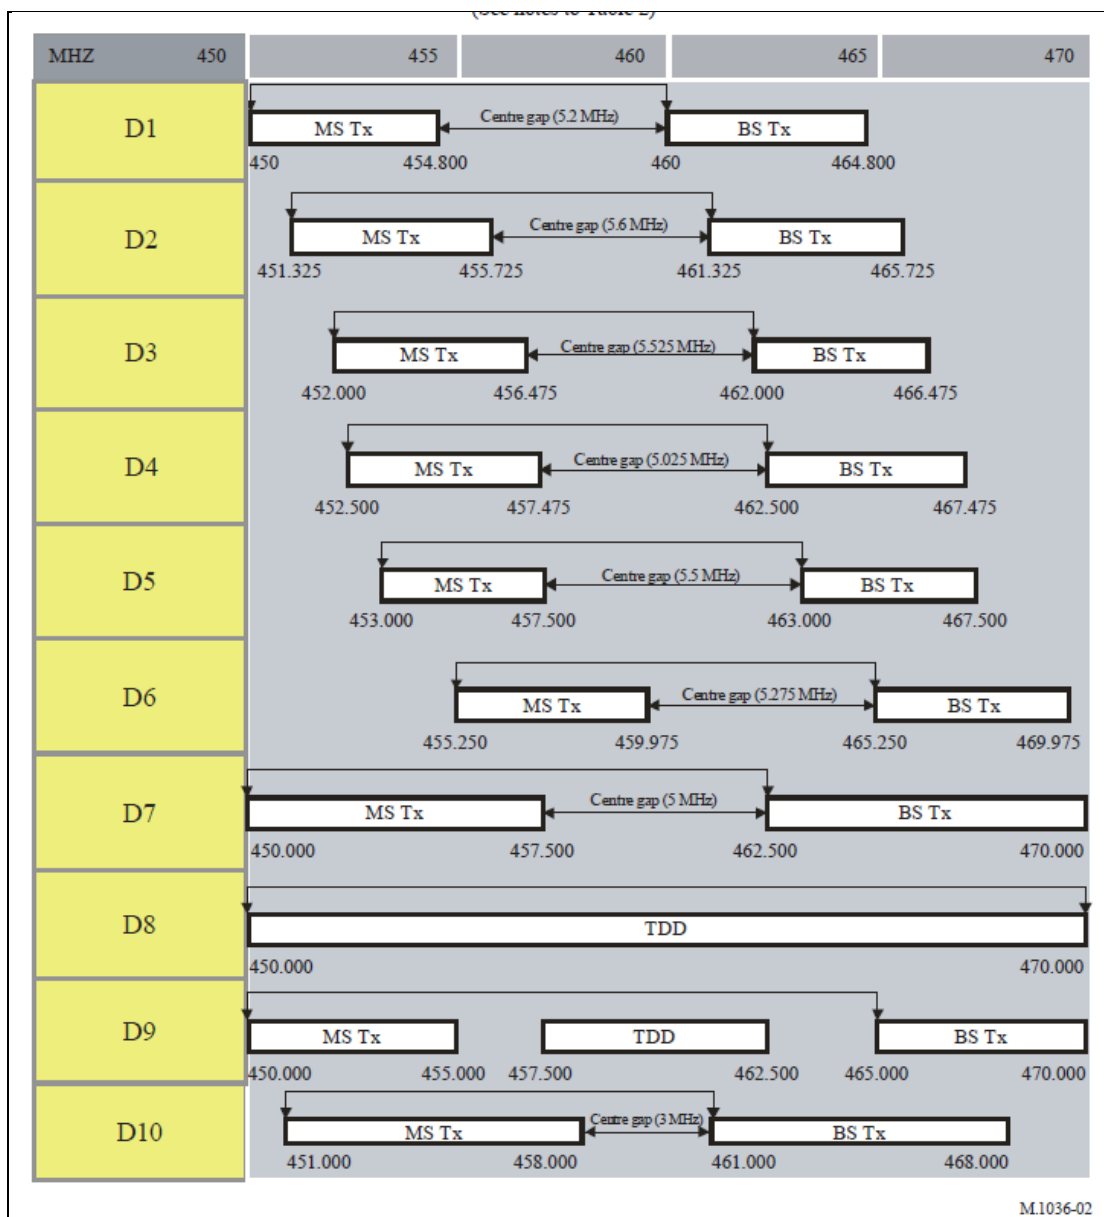 (See notes to Table 2)
MHZ 450 455 460 465 470
D1 MS Tx Centre gap (5.2 MHz) BS Tx
450 454.800 460 464.800
D2 MS Tx Centre gap (5.6 MHz) BS Tx
451.325 455.725 461.325 465.725
D3 MS Tx Centre gap (5.525 MHz) BS Tx
452.000 456.475 462.000 466.475
D4 MS Tx Centre gap (5.025 MHz) BS Tx
452.500 457.475 462.500 467.475
D5 MS Tx Centre gap (5.5 MHz) BS Tx
453.000 457.500 463.000 467.500
D6 MS Tx Centre gap (5.275 MHz) BS Tx
455.250 459.975 465.250 469.975
D7 MS Tx Centre gap (5 MHz) BS Tx
450.000 457.500 462.500 470.000
D8 TDD
450.000 470.000
D9 MS Tx TDD BS Tx
450.000 455.000 457.500 462.500 465.000 470.000
D10 MS Tx Centre gap (3 MHz) BS Tx
451.000 458.000 461.000 468.000
M.1036-02